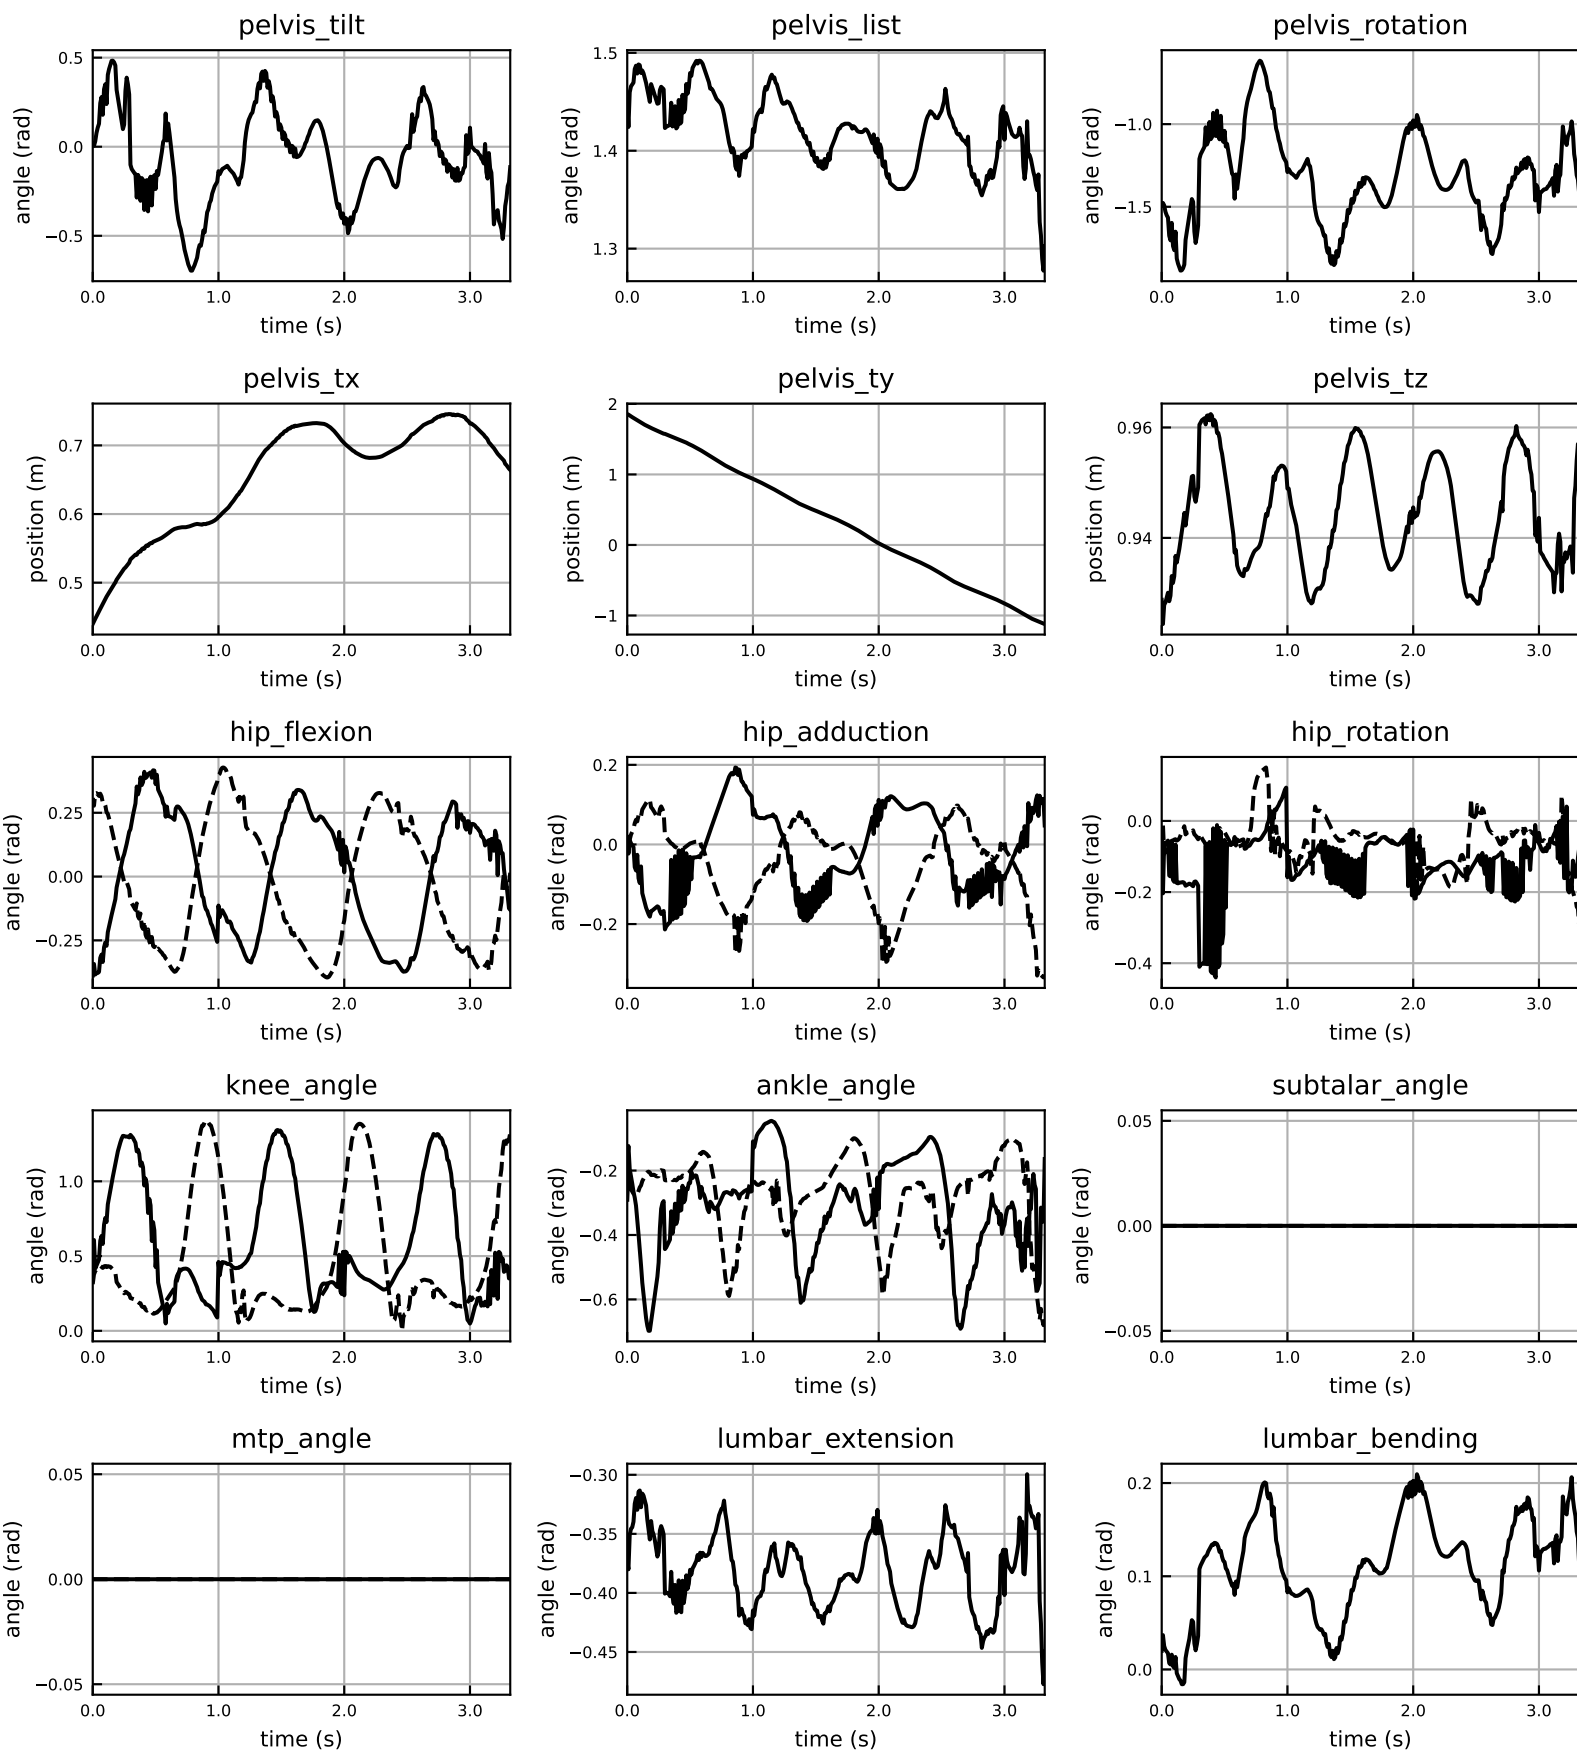 pelvis_tilt
pelvis_list
pelvis_rotation
angle (rad)
0.5
0.0
−0.5
0.0 1.0 2.0 3.0
time (s)
angle (rad)
1.5
1.4
1.3
0.0 1.0 2.0 3.0
time (s)
angle (rad)
−1.0
−1.5
0.0 1.0 2.0 3.0
time (s)
pelvis_tx
pelvis_ty
pelvis_tz
position (m)
0.7
0.6
0.5
0.0 1.0 2.0 3.0
time (s)
position (m)
2
1
0
−1
0.0 1.0 2.0 3.0
time (s)
position (m)
0.96
0.94
0.0 1.0 2.0 3.0
time (s)
hip_flexion
hip_adduction
hip_rotation
angle (rad)
0.25
0.00
−0.25
0.0 1.0 2.0 3.0
time (s)
angle (rad)
0.2
0.0
−0.2
0.0 1.0 2.0 3.0
time (s)
angle (rad)
0.0
−0.2
−0.4
0.0 1.0 2.0 3.0
time (s)
knee_angle
ankle_angle
subtalar_angle
angle (rad)
1.0
0.5
0.0
0.0 1.0 2.0 3.0
time (s)
angle (rad)
−0.2
−0.4
−0.6
0.0 1.0 2.0 3.0
time (s)
angle (rad)
0.05
0.00
−0.05
0.0 1.0 2.0 3.0
time (s)
mtp_angle
lumbar_extension
lumbar_bending
angle (rad)
0.05
0.00
−0.05
0.0 1.0 2.0 3.0
time (s)
angle (rad)
−0.30
−0.35
−0.40
−0.45
0.0 1.0 2.0 3.0
time (s)
angle (rad)
0.2
0.1
0.0
0.0 1.0 2.0 3.0
time (s)